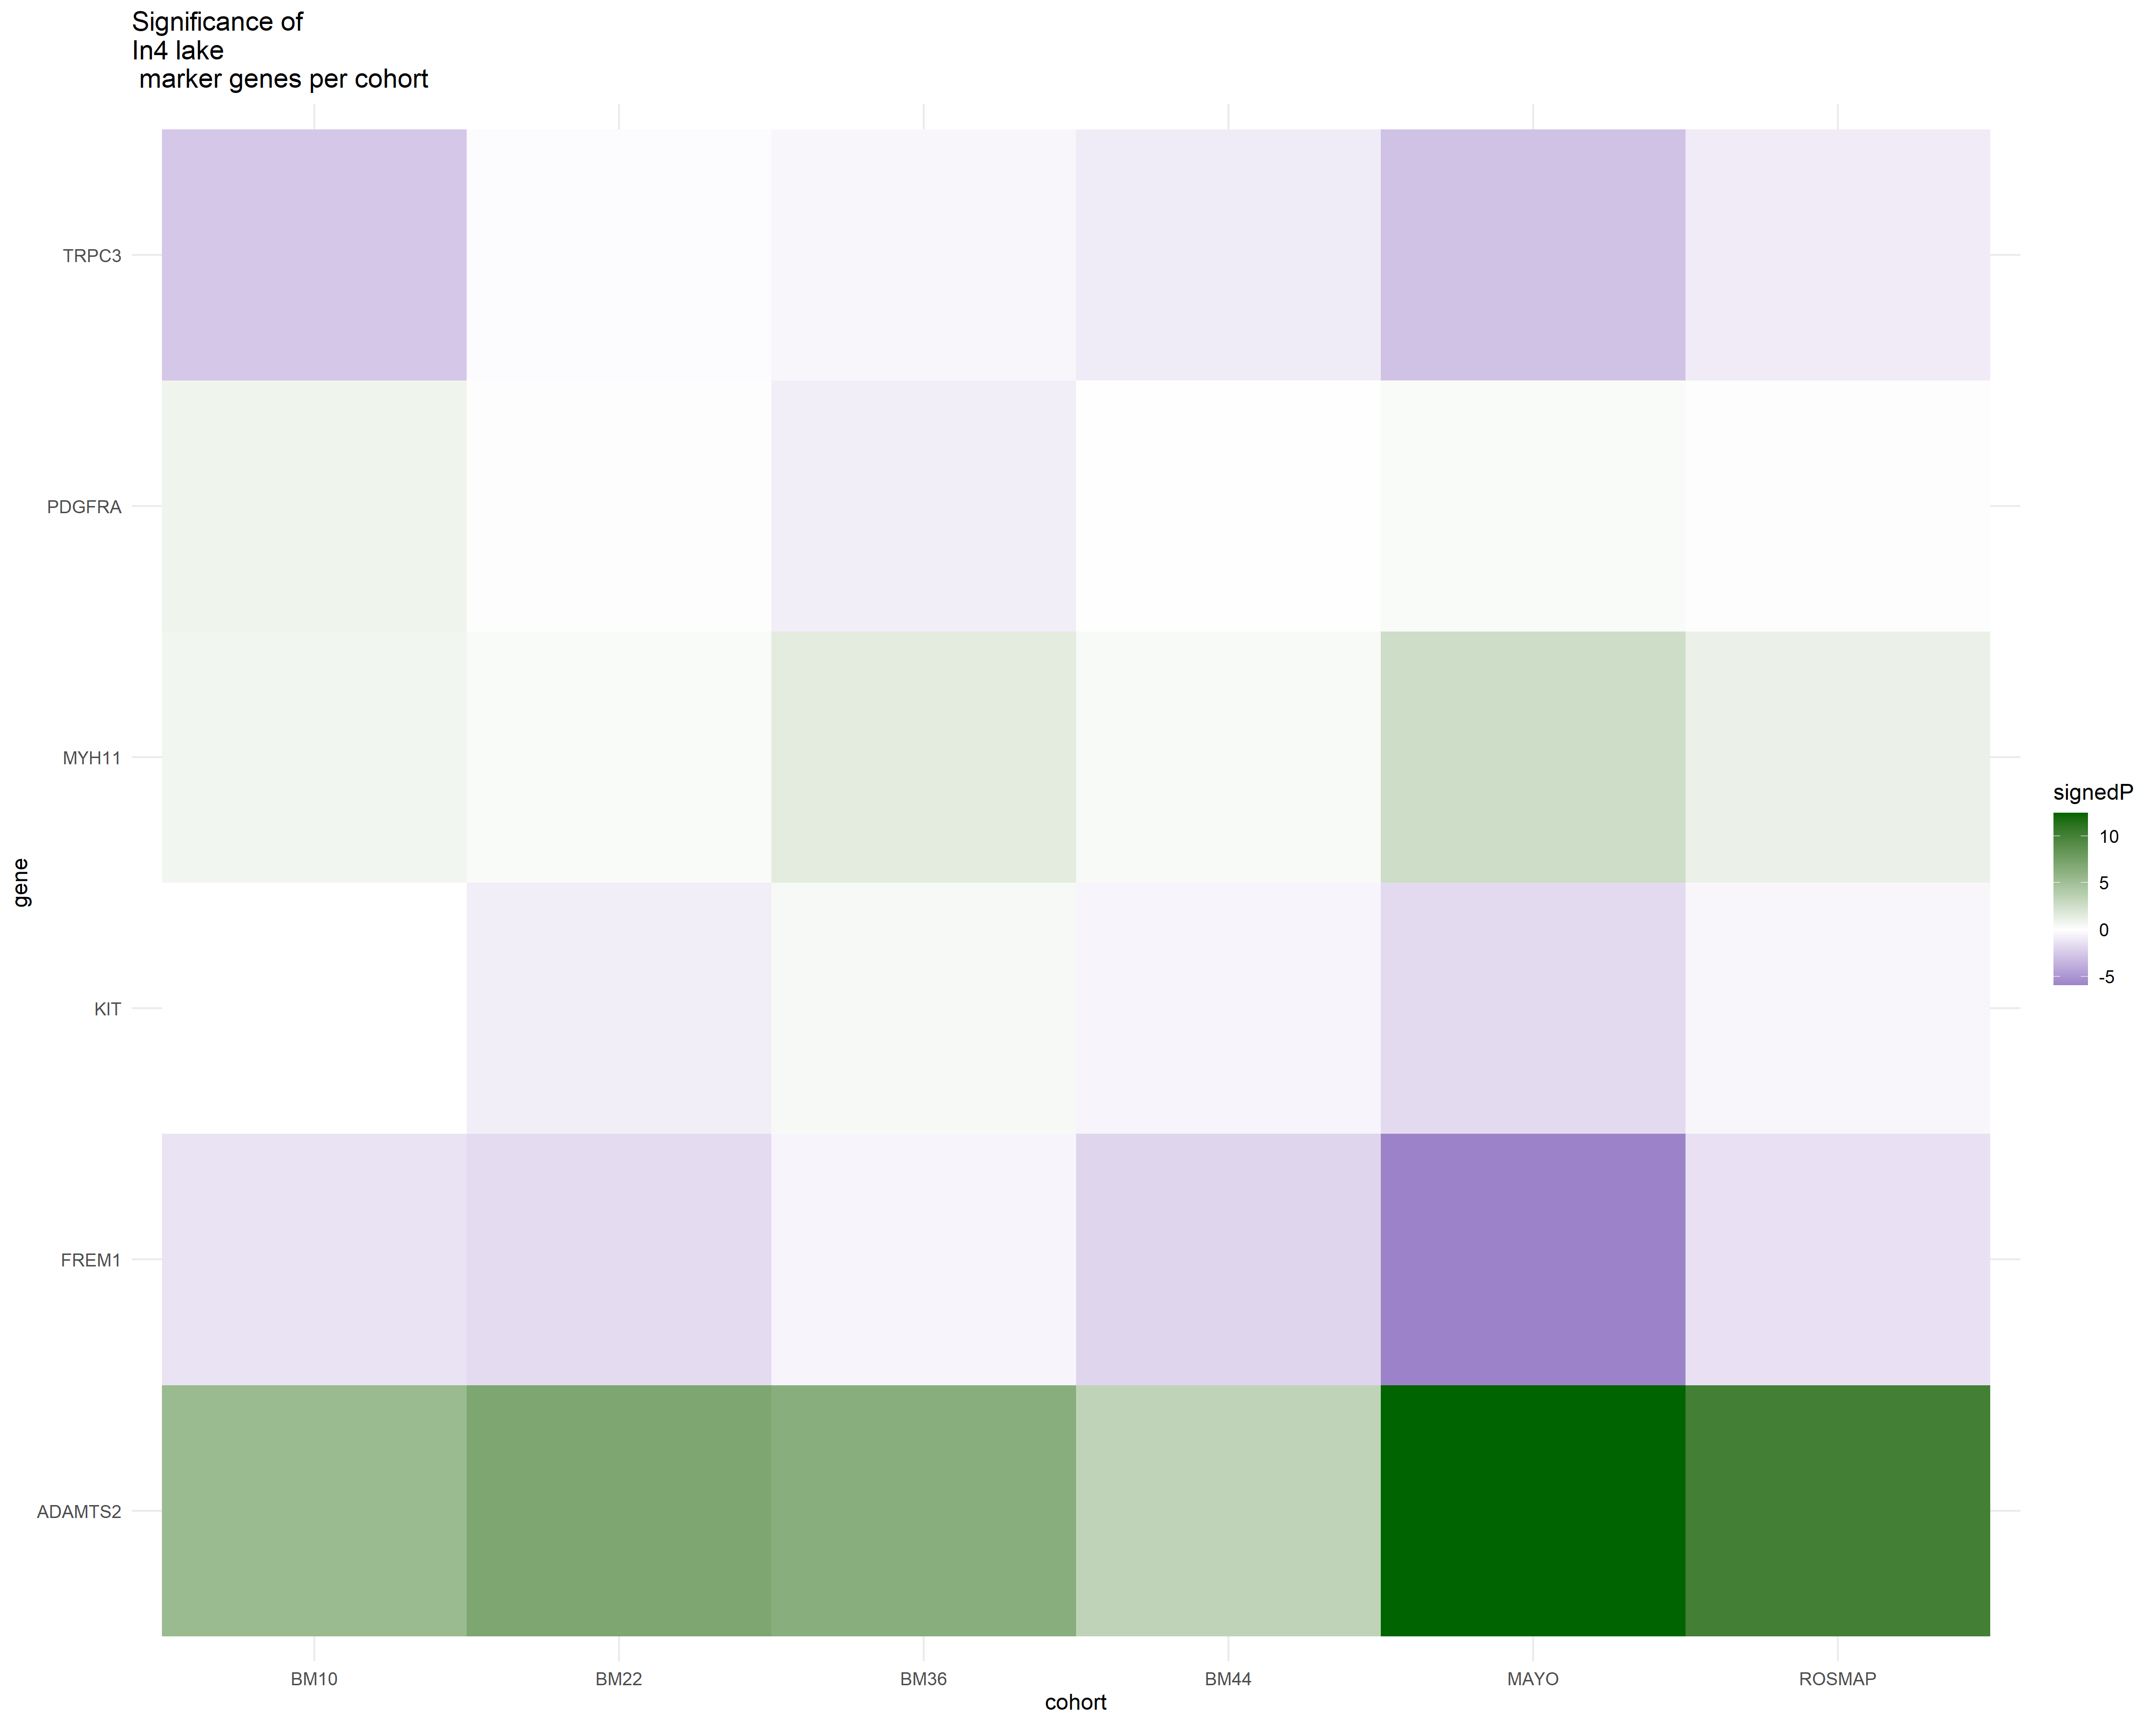 Significance of
In4 lake
marker genes per cohort
TRPC3
PDGFRA
MYH11
KIT
FREM1
ADAMTS2
gene
BM10
BM22
BM36
BM44
MAYO
ROSMAP
cohort
signedP
10
5
0
-5